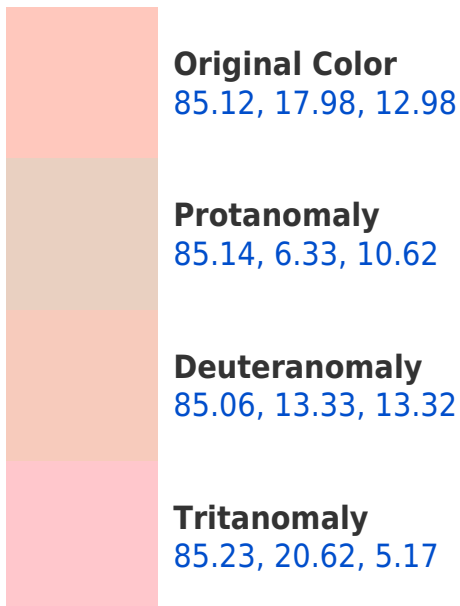 Original Color
85.12, 17.98, 12.98
Protanomaly
85.14, 6.33, 10.62
Deuteranomaly
85.06, 13.33, 13.32
Tritanomaly
85.23, 20.62, 5.17